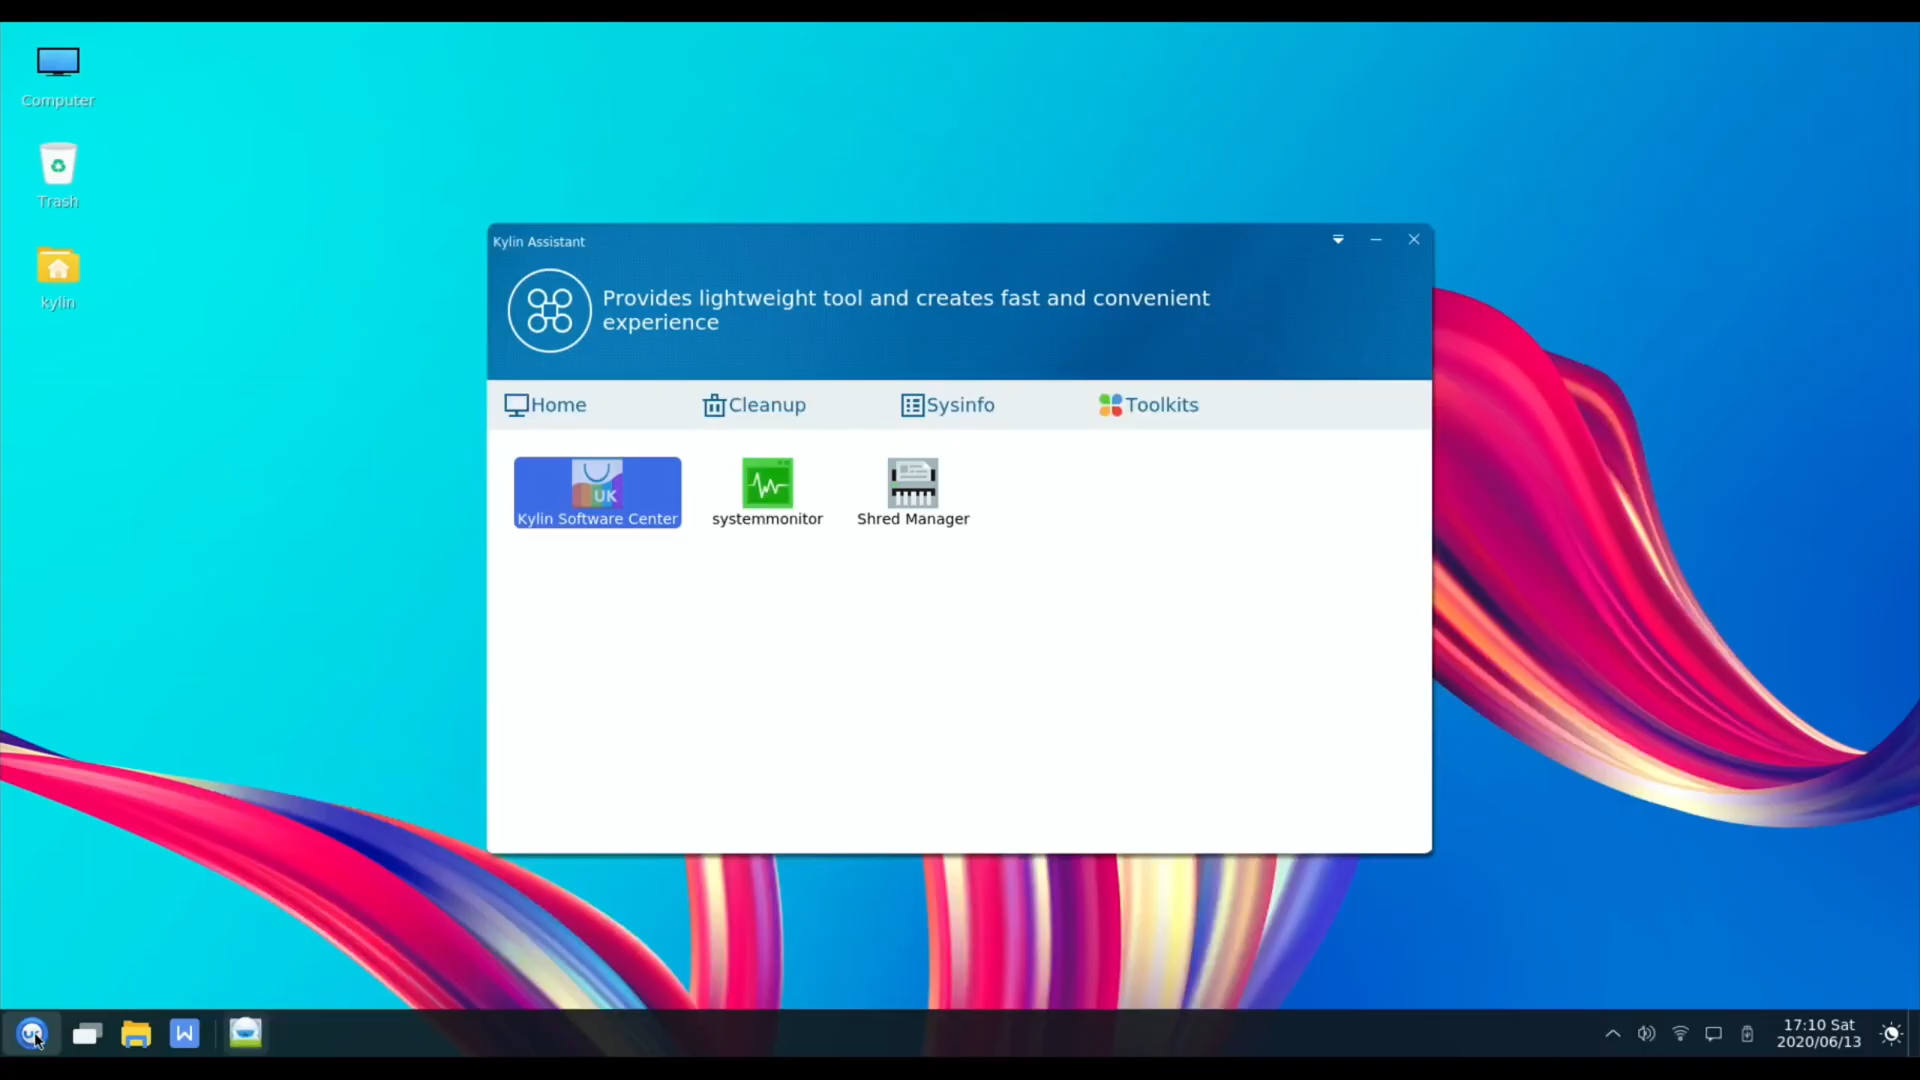 Computer
Trash
kylin
Kylin Assistant
Provides lightweight tool and creates fast and convenient
experience
Home
Cleanup
Sysinfo
Toolkits
UK
Kylin Software Center
systemmonitor
Shred Manager
W
17:10 Sat
2020/06/13